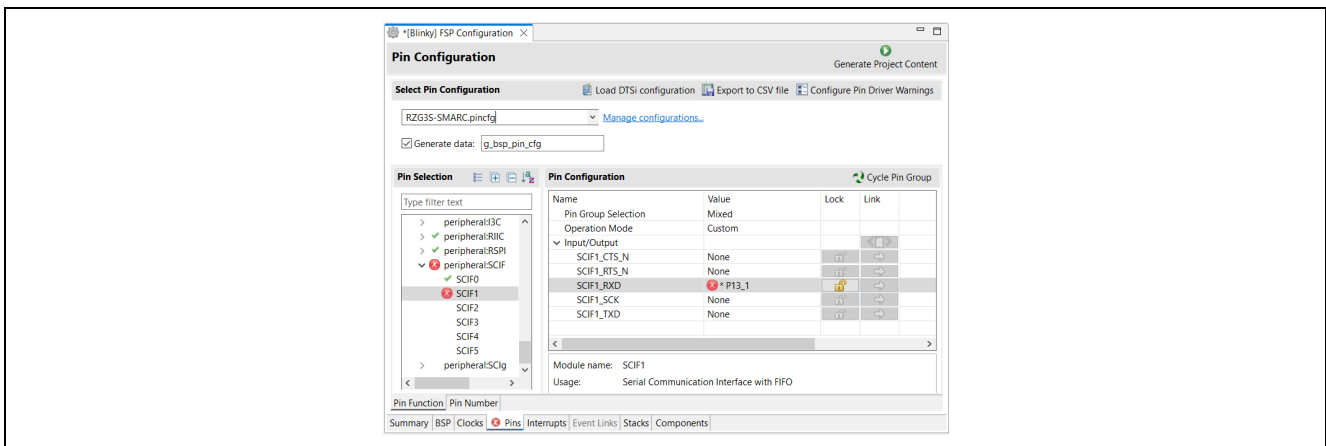 *[Blinky] FSP Configuration
Pin Configuration
Generate Project Content
Select Pin Configuration
Load DTSi configuration Export to CSV file Configure Pin Driver Warnings
RZG3S-SMARC.pincfg Manage configurations...
Generate data: g_bsp_pin_cfg
Pin Selection
Type filter text
peripheral:I3C
peripheral:RIIC
peripheral:RSPI
peripheral:SCIF
SCIF0
SCIF1
SCIF2
SCIF3
SCIF4
SCIF5
peripheral:SCIg
Pin Configuration Cycle Pin Group
Name Value Lock Link
Pin Group Selection Mixed
Operation Mode Custom
Input/Output
SCIF1_CTS_N None
SCIF1_RTS_N None
SCIF1_RXD * P13_1
SCIF1_SCK None
SCIF1_TXD None
Module name: SCIF1
Usage: Serial Communication Interface with FIFO
Pin Function Pin Number
Summary BSP Clocks Pins Interrupts Event Links Stacks Components